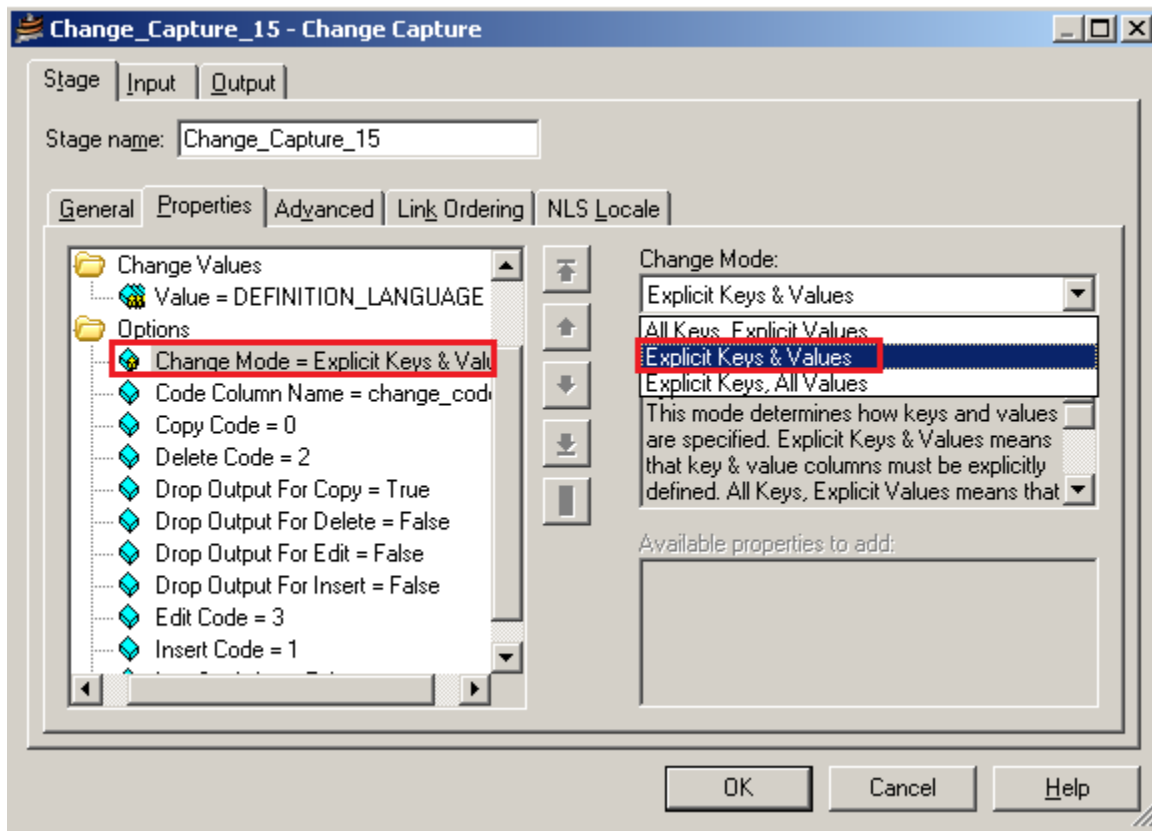 Change_Capture_15 - Change Capture
Stage
Input
Output
Stage name: Change_Capture_15
General
Properties
Advanced
Link Ordering
NLS Locale
Change Values
Value = DEFINITION_LANGUAGE
Options
Change Mode = Explicit Keys & Valu
Code Column Name = change_cod
Copy Code = 0
Delete Code = 2
Drop Output For Copy = True
Drop Output For Delete = False
Drop Output For Edit = False
Drop Output For Insert = False
Edit Code = 3
Insert Code = 1
Change Mode:
Explicit Keys & Values
All Keys, Explicit Values
Explicit Keys & Values
Explicit Keys, All Values
This mode determines how keys and values
are specified. Explicit Keys & Values means
that key & value columns must be explicitly
defined. All Keys, Explicit Values means that
Available properties to add:
OK
Cancel
Help